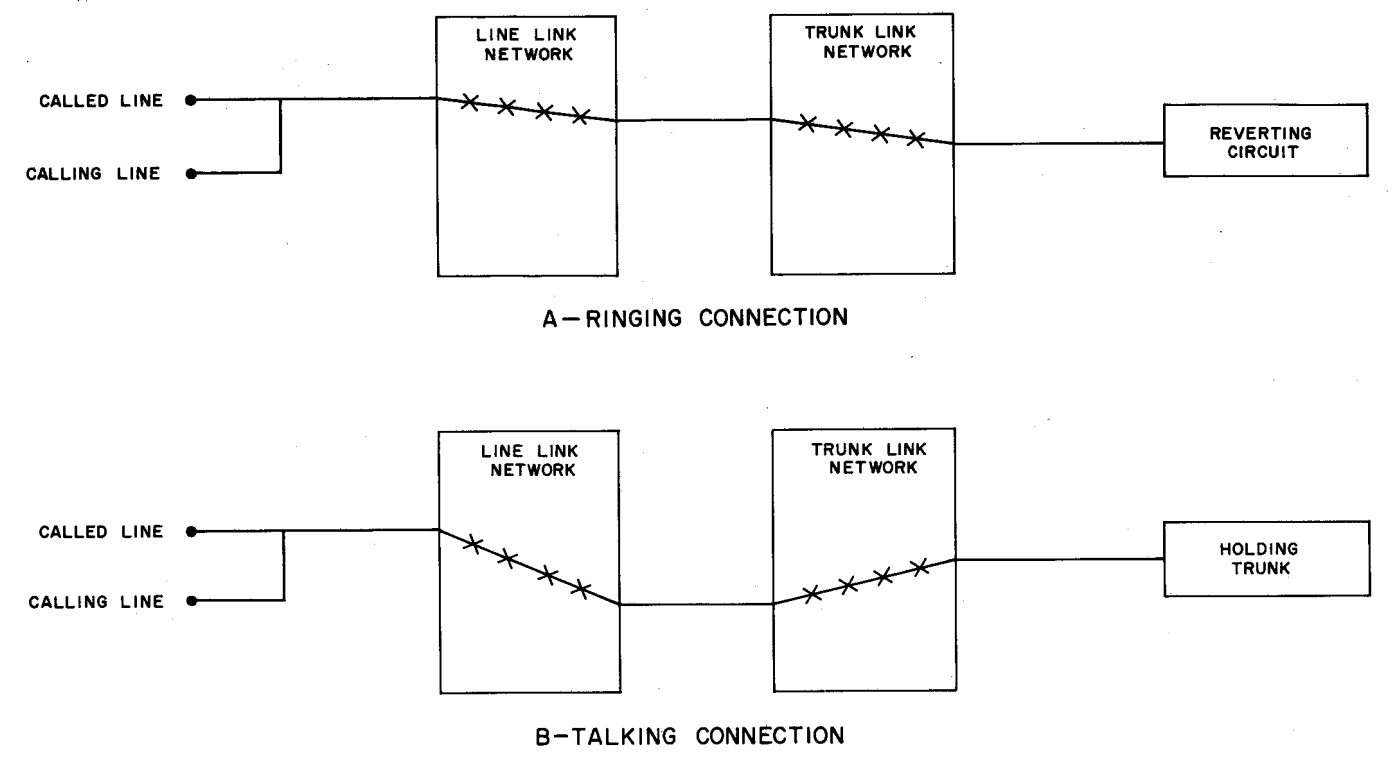 LINE LINK
NETWORK
TRUNK LINK
NETWORK
CALLED LINE
CALLING LINE
REVERTING
CIRCUIT
A—RINGING CONNECTION
LINE LINK
NETWORK
TRUNK LINK
NETWORK
CALLED LINE
CALLING LINE
HOLDING
TRUNK
B-TALKING CONNECTION